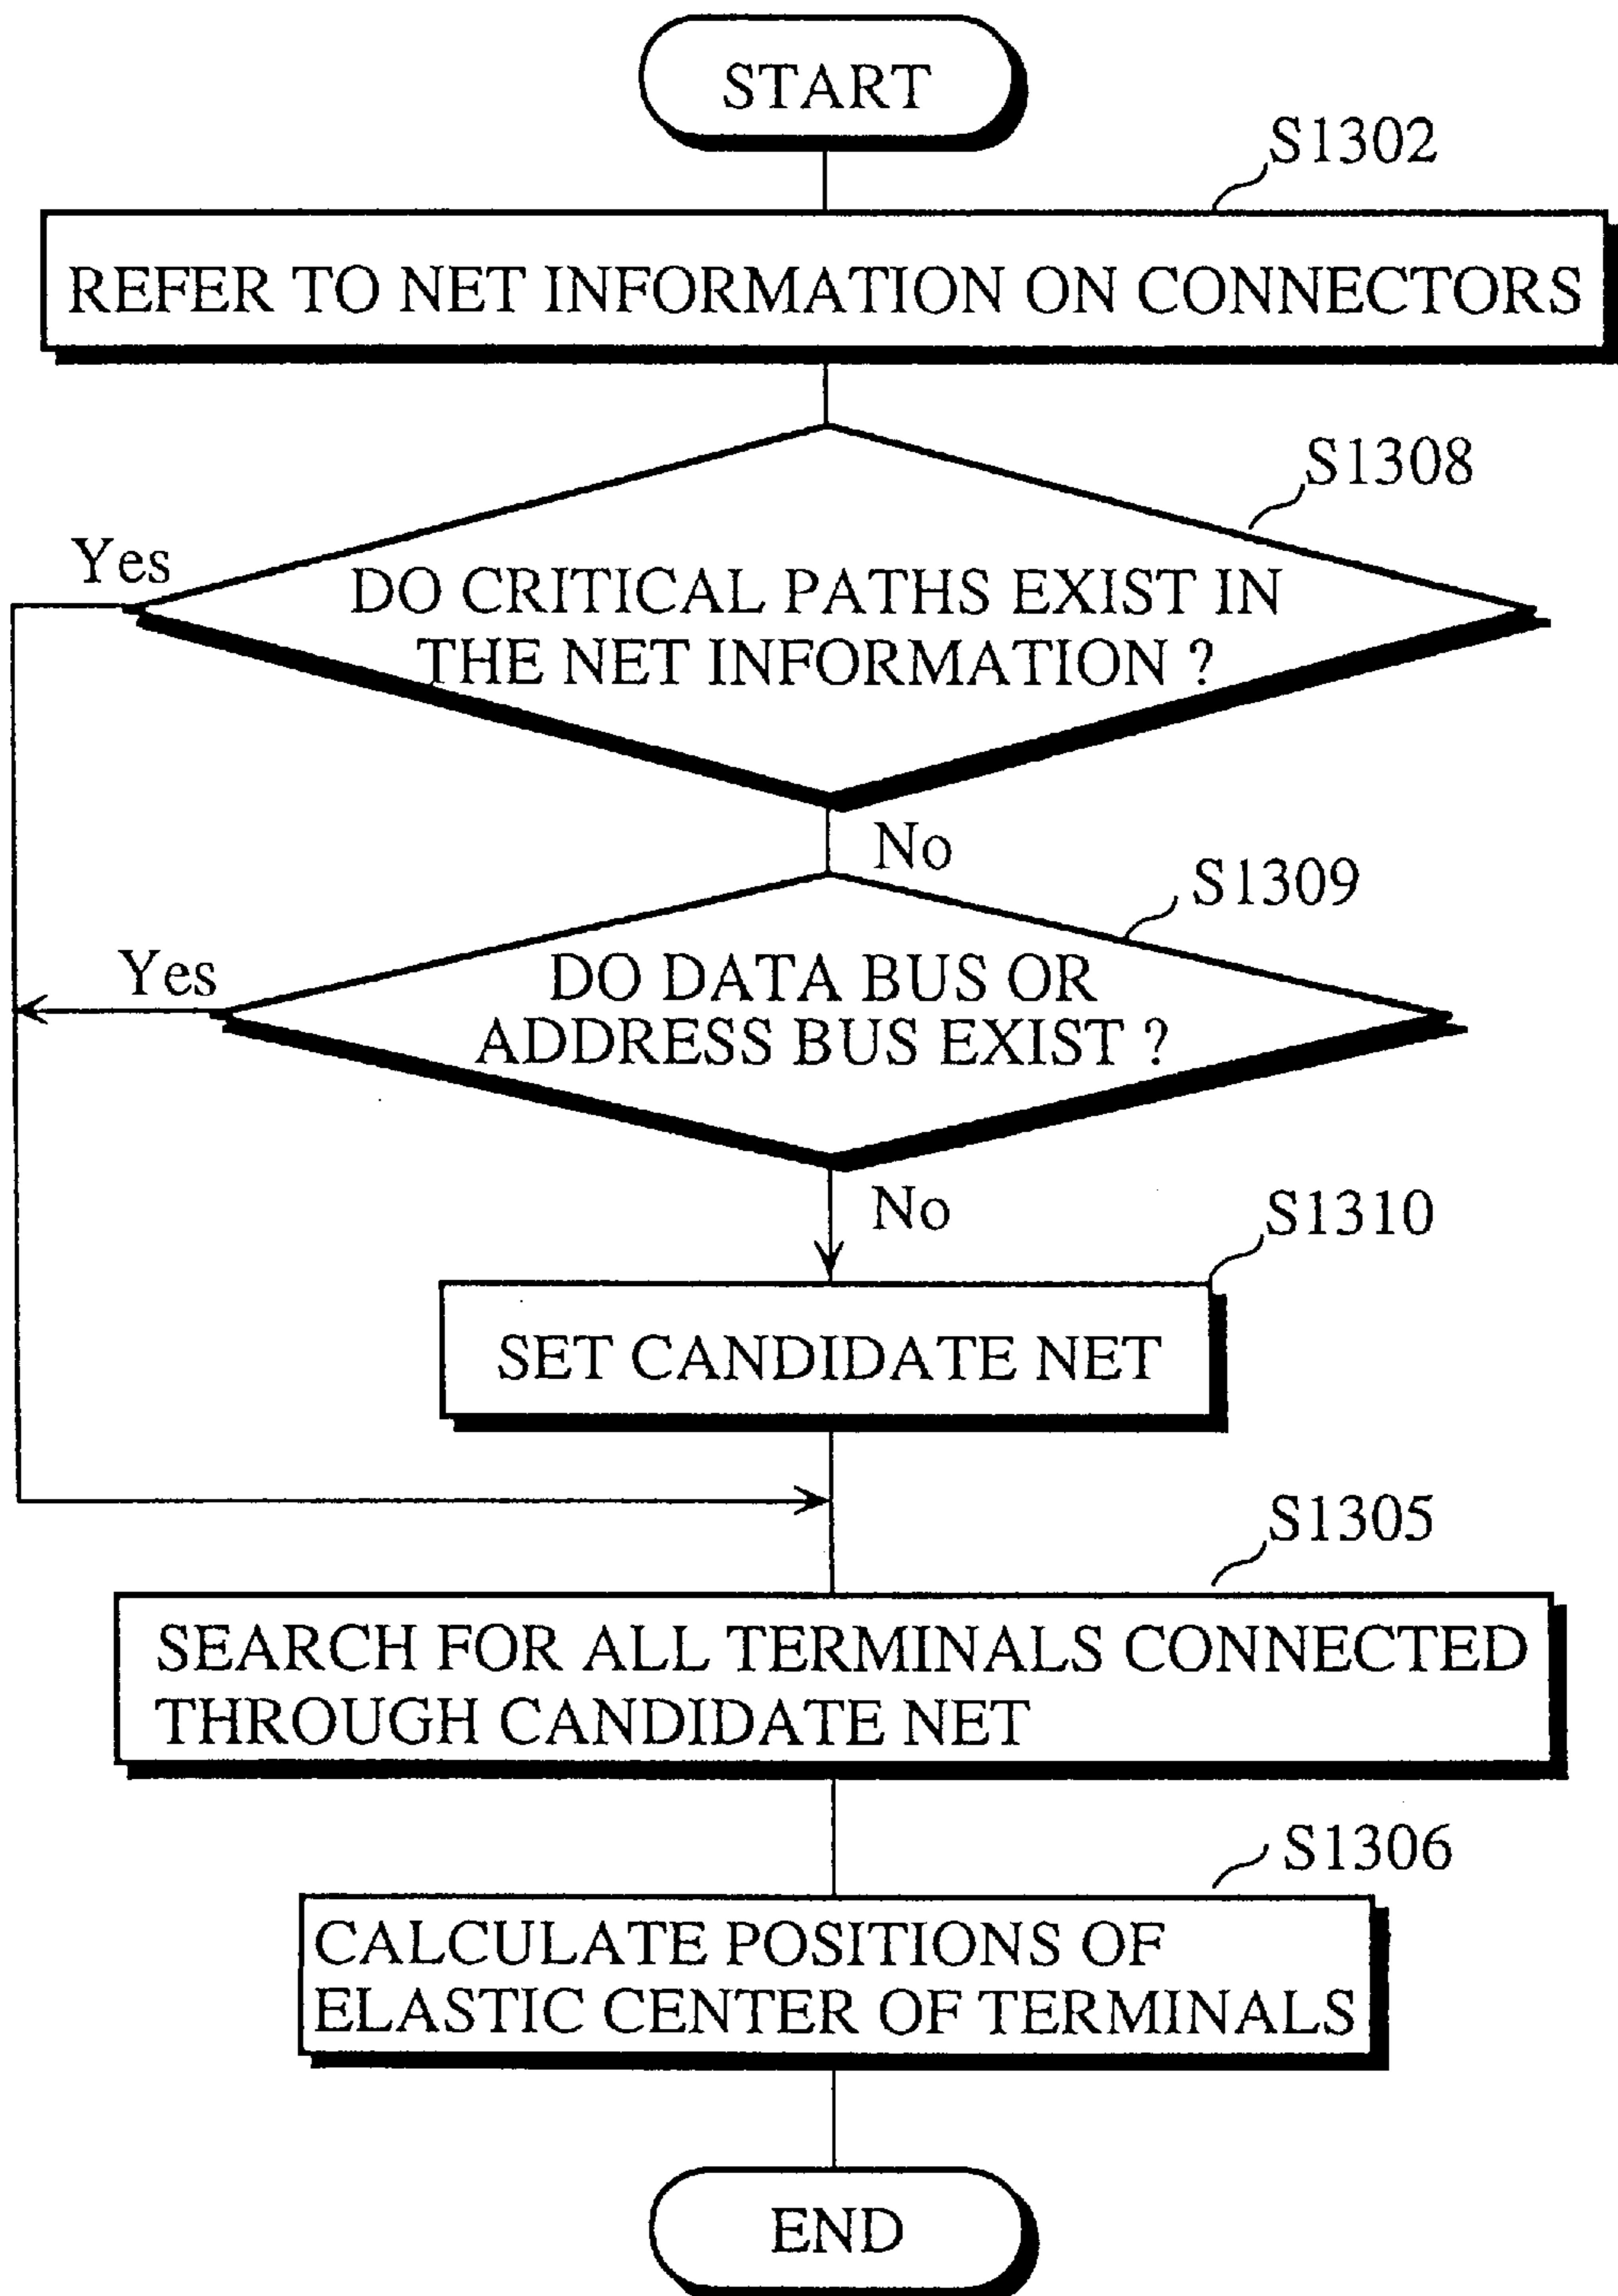 START
S1302
REFER TO NET INFORMATION ON CONNECTORS
S1308
Yes
DO CRITICAL PATHS EXIST IN
THE NET INFORMATION ?
No
S1309
Yes
DO DATA BUS OR
ADDRESS BUS EXIST ?
No
S1310
SET CANDIDATE NET
S1305
SEARCH FOR ALL TERMINALS CONNECTED
THROUGH CANDIDATE NET
S1306
CALCULATE POSITIONS OF
ELASTIC CENTER OF TERMINALS
END